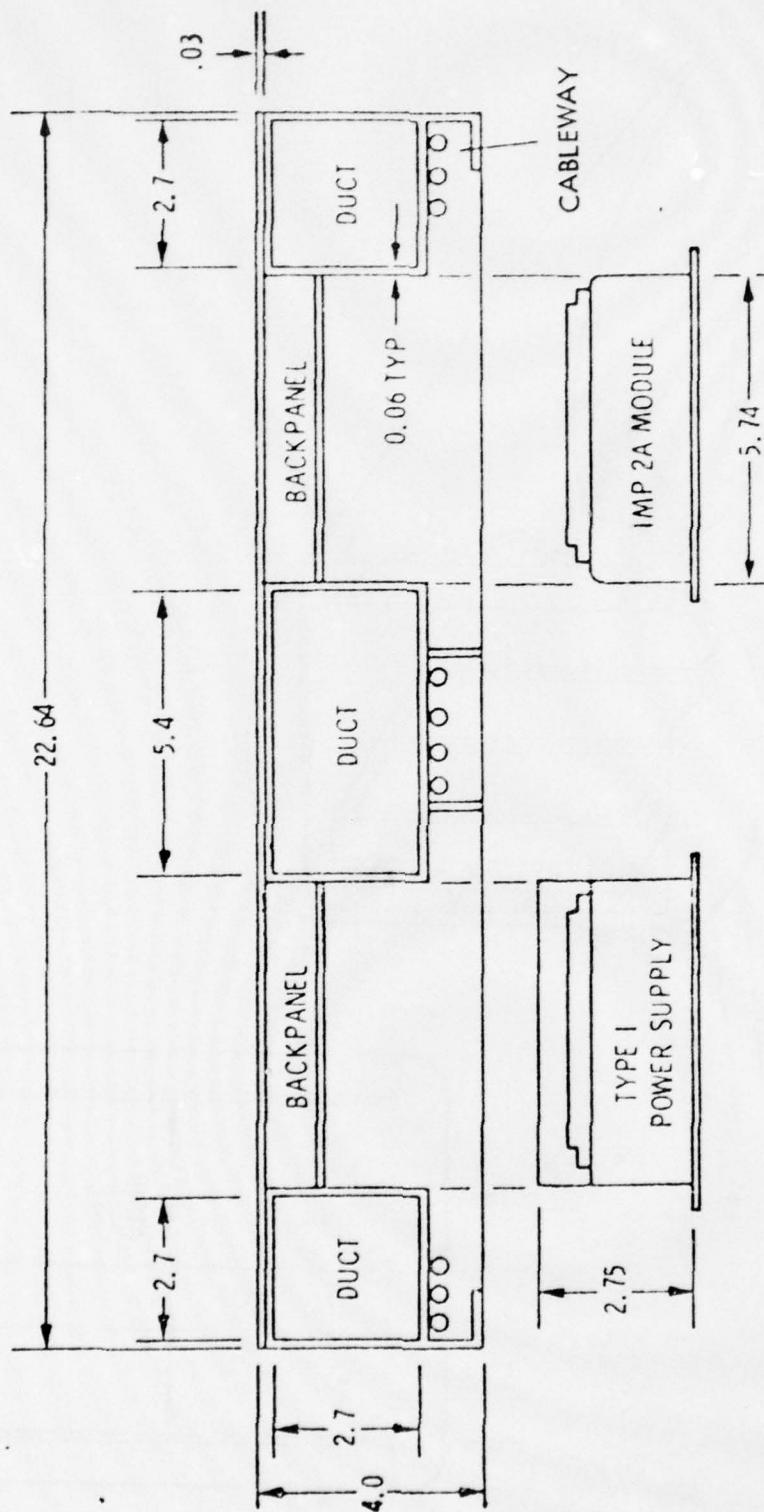 22.64
2.7
5.4
2.7
.03
4.0
2.7
DUCT
BACKPANEL
DUCT
BACKPANEL
DUCT
0.06 TYP
CABLEWAY
2.75
TYPE I
POWER SUPPLY
IMP 2A MODULE
5.74